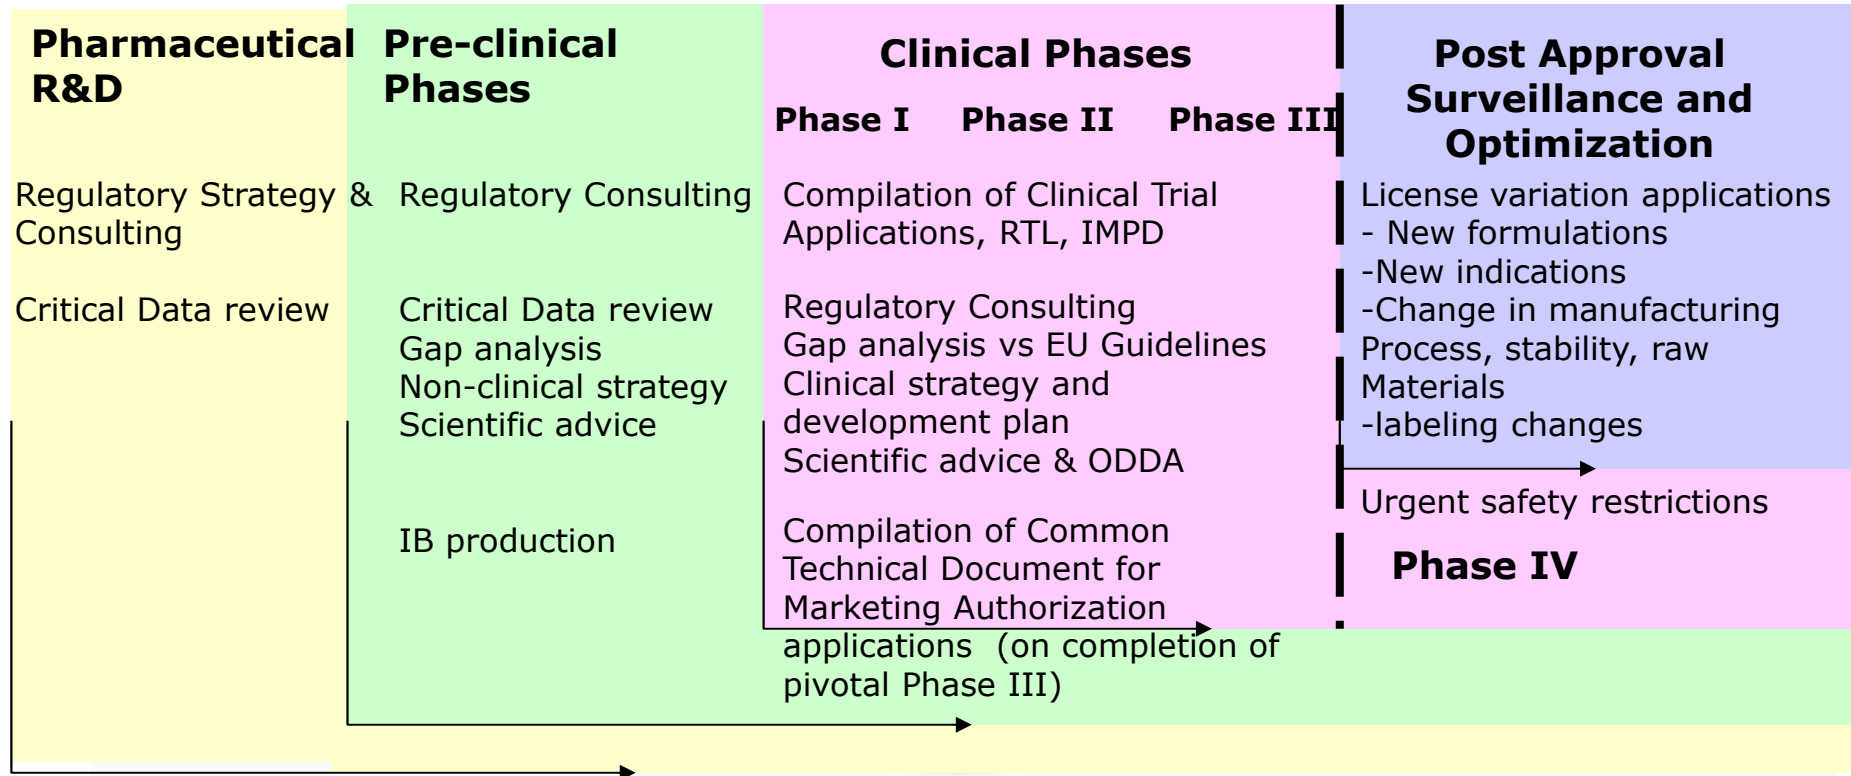 Pharmaceutical
R&D
Regulatory Strategy &
Consulting
Critical Data review
Pre-clinical
Phases
Regulatory Consulting
Critical Data review
Gap analysis
Non-clinical strategy
Scientific advice
IB production
Clinical Phases
Phase I Phase II Phase III
Compilation of Clinical Trial
Applications, RTL, IMPD
Regulatory Consulting
Gap analysis vs EU Guidelines
Clinical strategy and
development plan
Scientific advice & ODDA
Compilation of Common
Technical Document for
Marketing Authorization
applications (on completion of
pivotal Phase III)
Post Approval
Surveillance and
Optimization
License variation applications
- New formulations
-New indications
-Change in manufacturing
Process, stability, raw
Materials
-labeling changes
Urgent safety restrictions
Phase IV